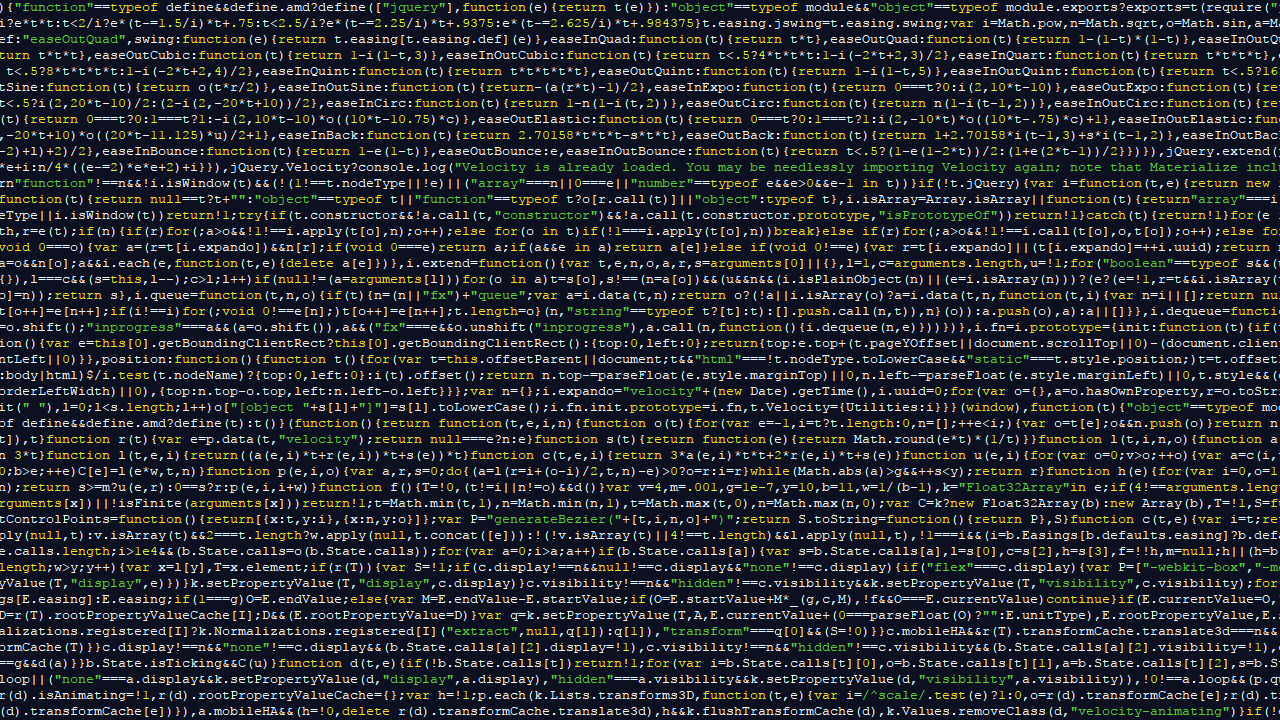 ){"function"==typeof define&&define.amd?define(["jquery"],function(e){return t(e)}):"object"==typeof module&&"object"==typeof module.exports?exports=t(require("
i?e*t*t:t<2/i?e*(t-=1.5/i)*t+.75:t<2.5/i?e*(t-=2.25/i)*t+.9375:e*(t-=2.625/i)*t+.984375}t.easing.jswing=t.easing.swing;var i=Math.pow,n=Math.sqrt,o=Math.sin,a=M
ef:"easeOutQuad",swing:function(e){return t.easing[t.easing.def](e)},easeInQuad:function(t){return t*t},easeOutQuad:function(t){return 1-(1-t)*(1-t)},easeInOutQ
return t*t*t},easeOutCubic:function(t){return 1-i(1-t,3)},easeInOutCubic:function(t){return t<.5?4*t*t*t:1-i(-2*t+2,3)/2},easeInQuart:function(t){return t*t*t*t},
t<.5?8*t*t*t*t:1-i(-2*t+2,4)/2},easeInQuint:function(t){return t*t*t*t*t},easeOutQuint:function(t){return 1-i(1-t,5)},easeInOutQuint:function(t){return t<.5?16
tSine:function(t){return o(t*r/2)},easeInOutSine:function(t){return-(a(r*t)-1)/2},easeInExpo:function(t){return 0===t?0:i(2,10*t-10)},easeOutExpo:function(t){re
t<.5?i(2,20*t-10)/2:(2-i(2,-20*t+10))/2},easeInCirc:function(t){return 1-n(1-i(t,2))},easeOutCirc:function(t){return n(1-i(t-1,2))},easeInOutCirc:function(t){re
(t){return 0===t?0:1===t?1:-i(2,10*t-10)*o((10*t-10.75)*c)},easeOutElastic:function(t){return 0===t?0:1===t?1:i(2,-10*t)*o((10*t-.75)*c)+1},easeInOutElastic:fun
,-20*t+10)*o((20*t-11.125)*u)/2+1},easeInBack:function(t){return 2.70158*t*t*t-s*t*t},easeOutBack:function(t){return 1+2.70158*i(t-1,3)+s*i(t-1,2)},easeInOutBac
-2)+l)+2)/2},easeInBounce:function(t){return 1-e(1-t)},easeOutBounce:e,easeInOutBounce:function(t){return t<.5?(1-e(1-2*t))/2:(1+e(2*t-1))/2}})}),jQuery.extend(j
*e+i:n/4*((e-=2)*e*e+2)+i}}),jQuery.Velocity?console.log("Velocity is already loaded. You may be needlessly importing Velocity again; note that Materialize incl
rn"function"!==n&&!i.isWindow(t)&&(!(1!==t.nodeType||!e)||("array"===n||0===e||"number"==typeof e&&e>0&&e-1 in t))}if(!t.jQuery){var i=function(t,e){return new
function(t){return null==t?t+"":"object"==typeof t||"function"==typeof t?o[r.call(t)]||"object":typeof t},i.isArray=Array.isArray||function(t){return"array"===i
eType||i.isWindow(t))return!1;try{if(t.constructor&&!a.call(t,"constructor")&&!a.call(t.constructor.prototype,"isPrototypeOf"))return!1}catch(t){return!1}for(e
th,r=e(t);if(n){if(r)for(;a>o&&!1!==i.apply(t[o],n);o++);else for(o in t)if(!1===i.apply(t[o],n))break}else if(r)for(;a>o&&!1!==i.call(t[o],o,t[o]);o++);else fo
void 0===o){var a=(r=t[i.expando])&&n[r];if(void 0===e)return a;if(a&&e in a)return a[e]}else if(void 0!==e){var r=t[i.expando]||(t[i.expando]=++i.uuid);return
a=o&&n[o];a&&i.each(e,function(t,e){delete a[e]})},i.extend=function(){var t,e,n,o,a,r,s=arguments[0]||{},l=1,c=arguments.length,u=!1;for("boolean"==typeof s&&(
{}),l===c&&(s=this,l--);c>l;l++)if(null!=(a=arguments[l]))for(o in a)t=s[o],s!==(n=a[o])&&(u&&n&&(i.isPlainObject(n)||(e=i.isArray(n)))?(e?(e=!1,r=t&&i.isArray(t
o]=n));return s},i.queue=function(t,n,o){if(t){n=(n||"fx")+"queue";var a=i.data(t,n);return o?(!a||i.isArray(o)?a=i.data(t,n,function(t,i){var n=i||[];return nu
t[o++]=e[n++];if(i!==i)for(;void 0!==e[n];)t[o++]=e[n++];t.length=o}(n,"string"==typeof t?[t]:t):[].push.call(n,t)),n}(o)):a.push(o),a):a||[]}},i.dequeue=functi
=o.shift();"inprogress"===a&&(a=o.shift()),a&&("fx"===e&&o.unshift("inprogress"),a.call(n,function(){i.dequeue(n,e)}))})},i.fn=i.prototype={init:function(t){if(
ion(){var e=this[0].getBoundingClientRect?this[0].getBoundingClientRect():{top:0,left:0};return{top:e.top+(t.pageYOffset||document.scrollTop||0)-(document.clien
ntLeft||0)}},position:function(){function t(){for(var t=this.offsetParent||document;t&&"html"===!t.nodeType.toLowerCase&&"static"===t.style.position;)t=t.offset
:body|html)$/i.test(t.nodeName)?{top:0,left:0}:i(t).offset();return n.top-=parseFloat(e.style.marginTop)||0,n.left-=parseFloat(e.style.marginLeft)||0,t.style&&(
orderLeftWidth)||0),{top:n.top-o.top,left:n.left-o.left}}};var n={};i.expando="velocity"+(new Date).getTime(),i.uuid=0;for(var o={},a=o.hasOwnProperty,r=o.toStr
it(" "),l=0;l<s.length;l++)o["[object "+s[l]+"]"]=s[l].toLowerCase();i.fn.init.prototype=i.fn,t.Velocity={Utilities:i}}}(window),function(t){"object"==typeof mo
of define&&define.amd?define(t):t()}(function(){return function(t,e,i,n){function o(t){for(var e=-1,i=t?t.length:0,n=[];++e<i;){var o=t[e];o&&n.push(o)}return n
t]),t}function r(t){var e=p.data(t,"velocity");return null===e?n:e}function s(t){return function(e){return Math.round(e*t)*(1/t)}}function l(t,i,n,o){function a
n 3*t}function l(t,e,i){return((a(e,i)*t+r(e,i))*t+s(e))*t}function c(t,e,i){return 3*a(e,i)*t*t+2*r(e,i)*t+s(e)}function u(e,i){for(var o=0;v>o;++o){var a=c(i,
0;b>e;++e)C[e]=l(e*w,t,n)}function p(e,i,o){var a,r,s=0;do{(a=l(r=i+(o-i)/2,t,n)-e)>0?o=r:i=r}while(Math.abs(a)>g&&++s<y);return r}function h(e){for(var i=0,o=1
n);return s>=m?u(e,r):0==s?r:p(e,i,i+w)}function f(){T=!0,(t!=i||n!=o)&&d()}var v=4,m=.001,g=1e-7,y=10,b=11,w=1/(b-1),k="Float32Array"in e;if(4!==arguments.leng
rguments[x])||!isFinite(arguments[x]))return!1;t=Math.min(t,1),n=Math.min(n,1),t=Math.max(t,0),n=Math.max(n,0);var C=k?new Float32Array(b):new Array(b),T=!1,S=f
tControlPoints=function(){return[{x:t,y:i},{x:n,y:o}]};var P="generateBezier("+[t,i,n,o]+")";return S.toString=function(){return P},S}function c(t,e){var i=t;re
ply(null,t):v.isArray(t)&&2===t.length?w.apply(null,t.concat([e])):!(!v.isArray(t)||4!==t.length)&&l.apply(null,t),!1===i&&(i=b.Easings[b.defaults.easing]?b.def
e.calls.length;i>1e4&&(b.State.calls=o(b.State.calls));for(var a=0;i>a;a++)if(b.State.calls[a]){var s=b.State.calls[a],l=s[0],c=s[2],h=s[3],f=!!h,m=null;h||(h=b
length;w>y;y++){var x=l[y],T=x.element;if(r(T)){var S=!1;if(c.display!==n&&null!==c.display&&"none"!==c.display){if("flex"===c.display){var P=["-webkit-box","-m
yValue(T,"display",e)})}k.setPropertyValue(T,"display",c.display)}c.visibility!==n&&"hidden"!==c.visibility&&k.setPropertyValue(T,"visibility",c.visibility);for
gs[E.easing]:E.easing;if(1===g)O=E.endValue;else{var M=E.endValue-E.startValue;if(O=E.startValue+M*_(g,c,M),!f&&O===E.currentValue)continue}if(E.currentValue=O,
D=r(T).rootPropertyValueCache[I];D&&(E.rootPropertyValue=D)}var q=k.setPropertyValue(T,A,E.currentValue+(0===parseFloat(O)?"":E.unitType),E.rootPropertyValue,E.
alizations.registered[I]?k.Normalizations.registered[I]("extract",null,q[1]):q[1]),"transform"===q[0]&&(S=!0)}}c.mobileHA&&r(T).transformCache.translate3d===n&&
ormCache(T)}}c.display!==n&&"none"!==c.display&&(b.State.calls[a][2].display=!1),c.visibility!==n&&"hidden"!==c.visibility&&(b.State.calls[a][2].visibility=!1),
==g&&d(a)}}b.State.isTicking&&C(u)}function d(t,e){if(!b.State.calls[t])return!1;for(var i=b.State.calls[t][0],o=b.State.calls[t][1],a=b.State.calls[t][2],s=b.S
loop||("none"===a.display&&k.setPropertyValue(d,"display",a.display),"hidden"===a.visibility&&k.setPropertyValue(d,"visibility",a.visibility)),!0!==a.loop&&(p.q
r(d).isAnimating=!1,r(d).rootPropertyValueCache={};var h=!1;p.each(k.Lists.transforms3D,function(t,e){var i=/^scale/.test(e)?1:0,o=r(d).transformCache[e];r(d).t
(d).transformCache[e])}),a.mobileHA&&(h=!0,delete r(d).transformCache.translate3d),h&&k.flushTransformCache(d),k.Values.removeClass(d,"velocity-animating")}if(!